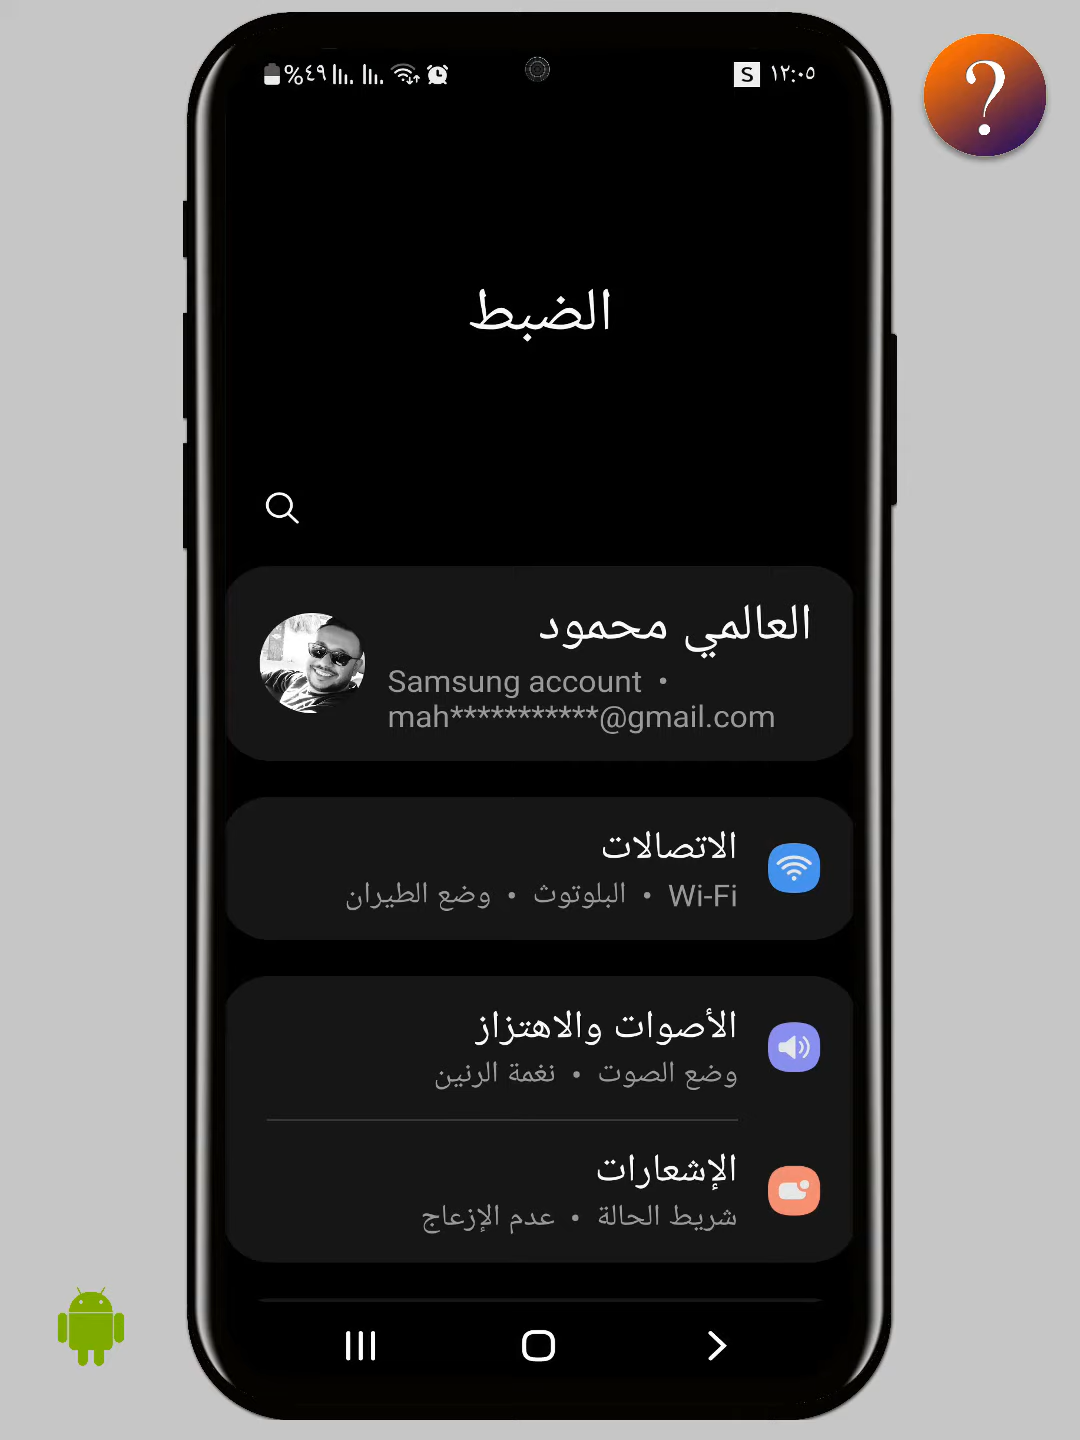 %٤٩
S ١٢:٠٥
?
الضبط
العالمي محمود
Samsung account •
mah***********@gmail.com
الاتصالات
Wi-Fi • البلوتوث • وضع الطيران
الأصوات والاهتزاز
وضع الصوت • نغمة الرنين
الإشعارات
شريط الحالة • عدم الإزعاج